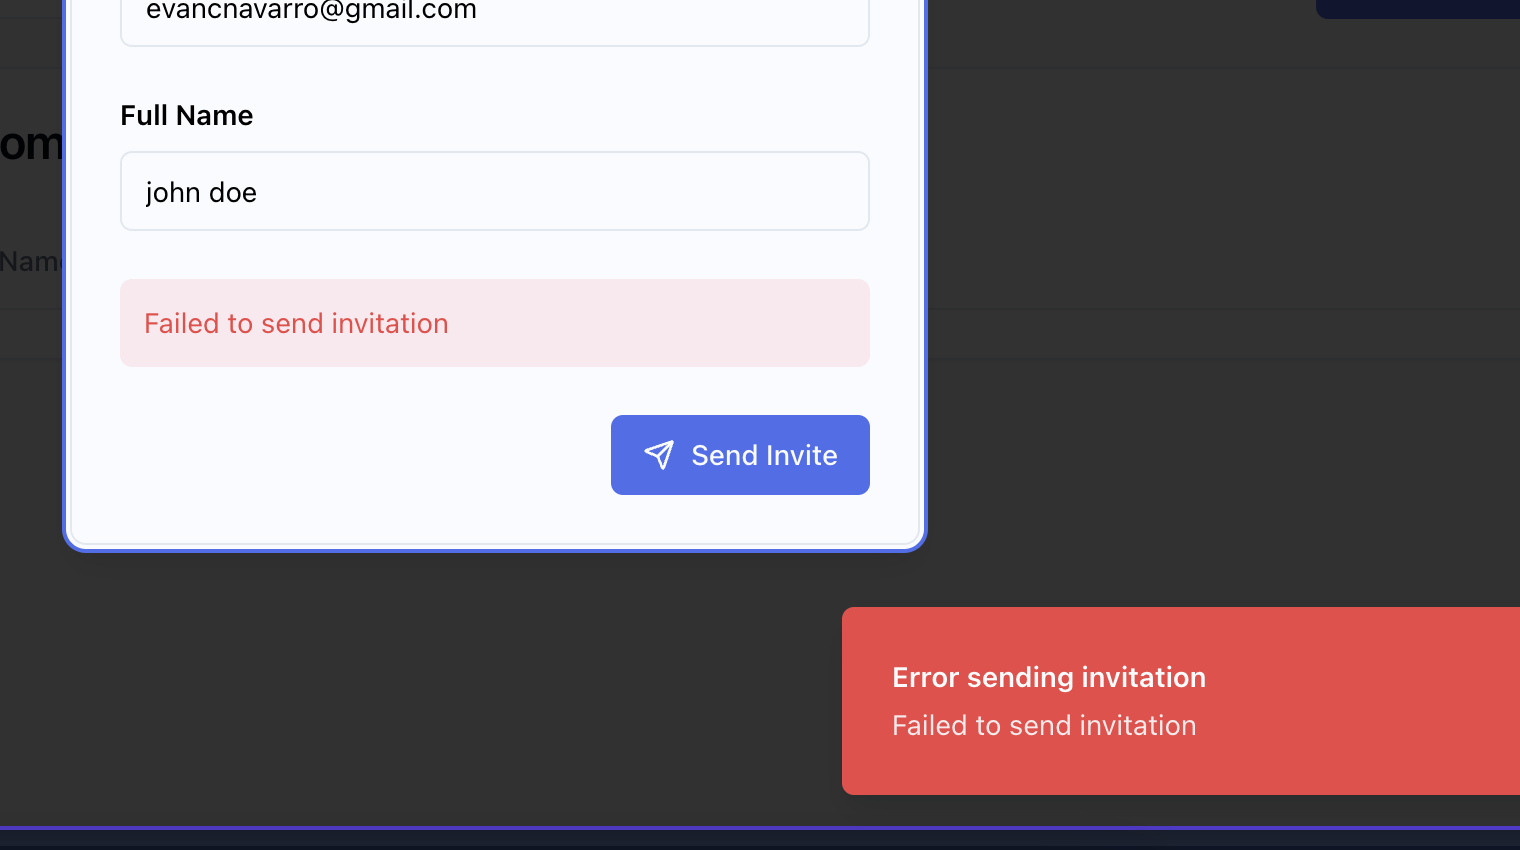 evancnavarro@gmail.com
Full Name
om
john doe
Name
Failed to send invitation
Send Invite
Error sending invitation
Failed to send invitation